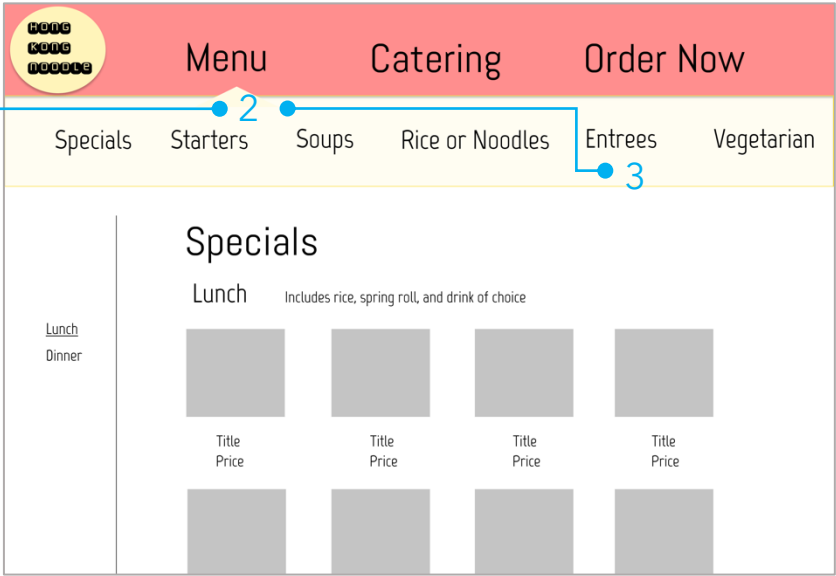 HONG
KONG
NOODLE
Menu Catering Order Now
2
Specials Starters Soups Rice or Noodles Entrees Vegetarian
3
Specials
Lunch Includes rice, spring roll, and drink of choice
Lunch
Dinner
Title Title Title Title
Price Price Price Price